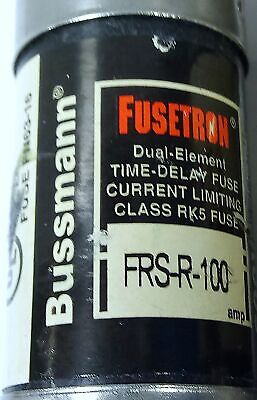 FUSETRON®
Dual-Element
TIME-DELAY FUSE
CURRENT LIMITING
CLASS RK5 FUSE
FRS-R-100
amp
Bussmann®